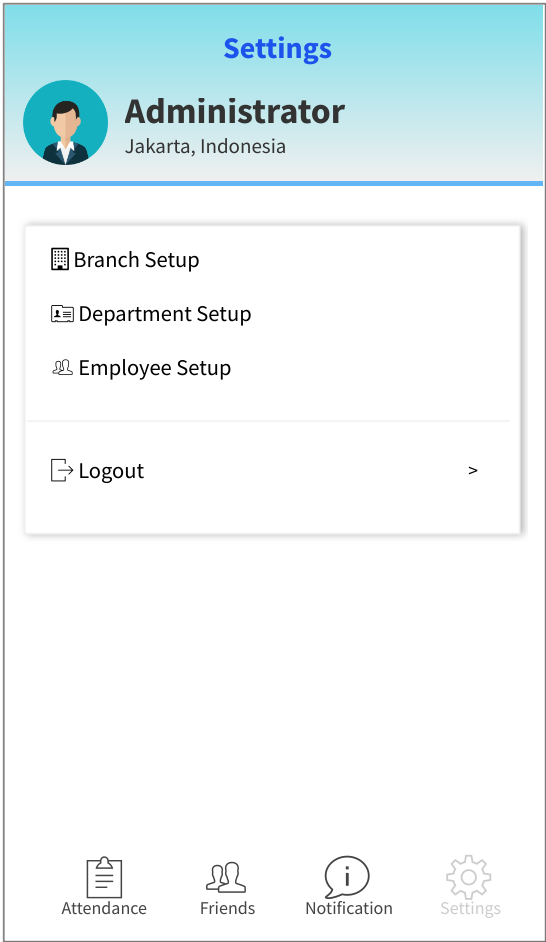 Settings
Administrator
Jakarta, Indonesia
Branch Setup
Department Setup
Employee Setup
Logout >
Attendance Friends Notification Settings